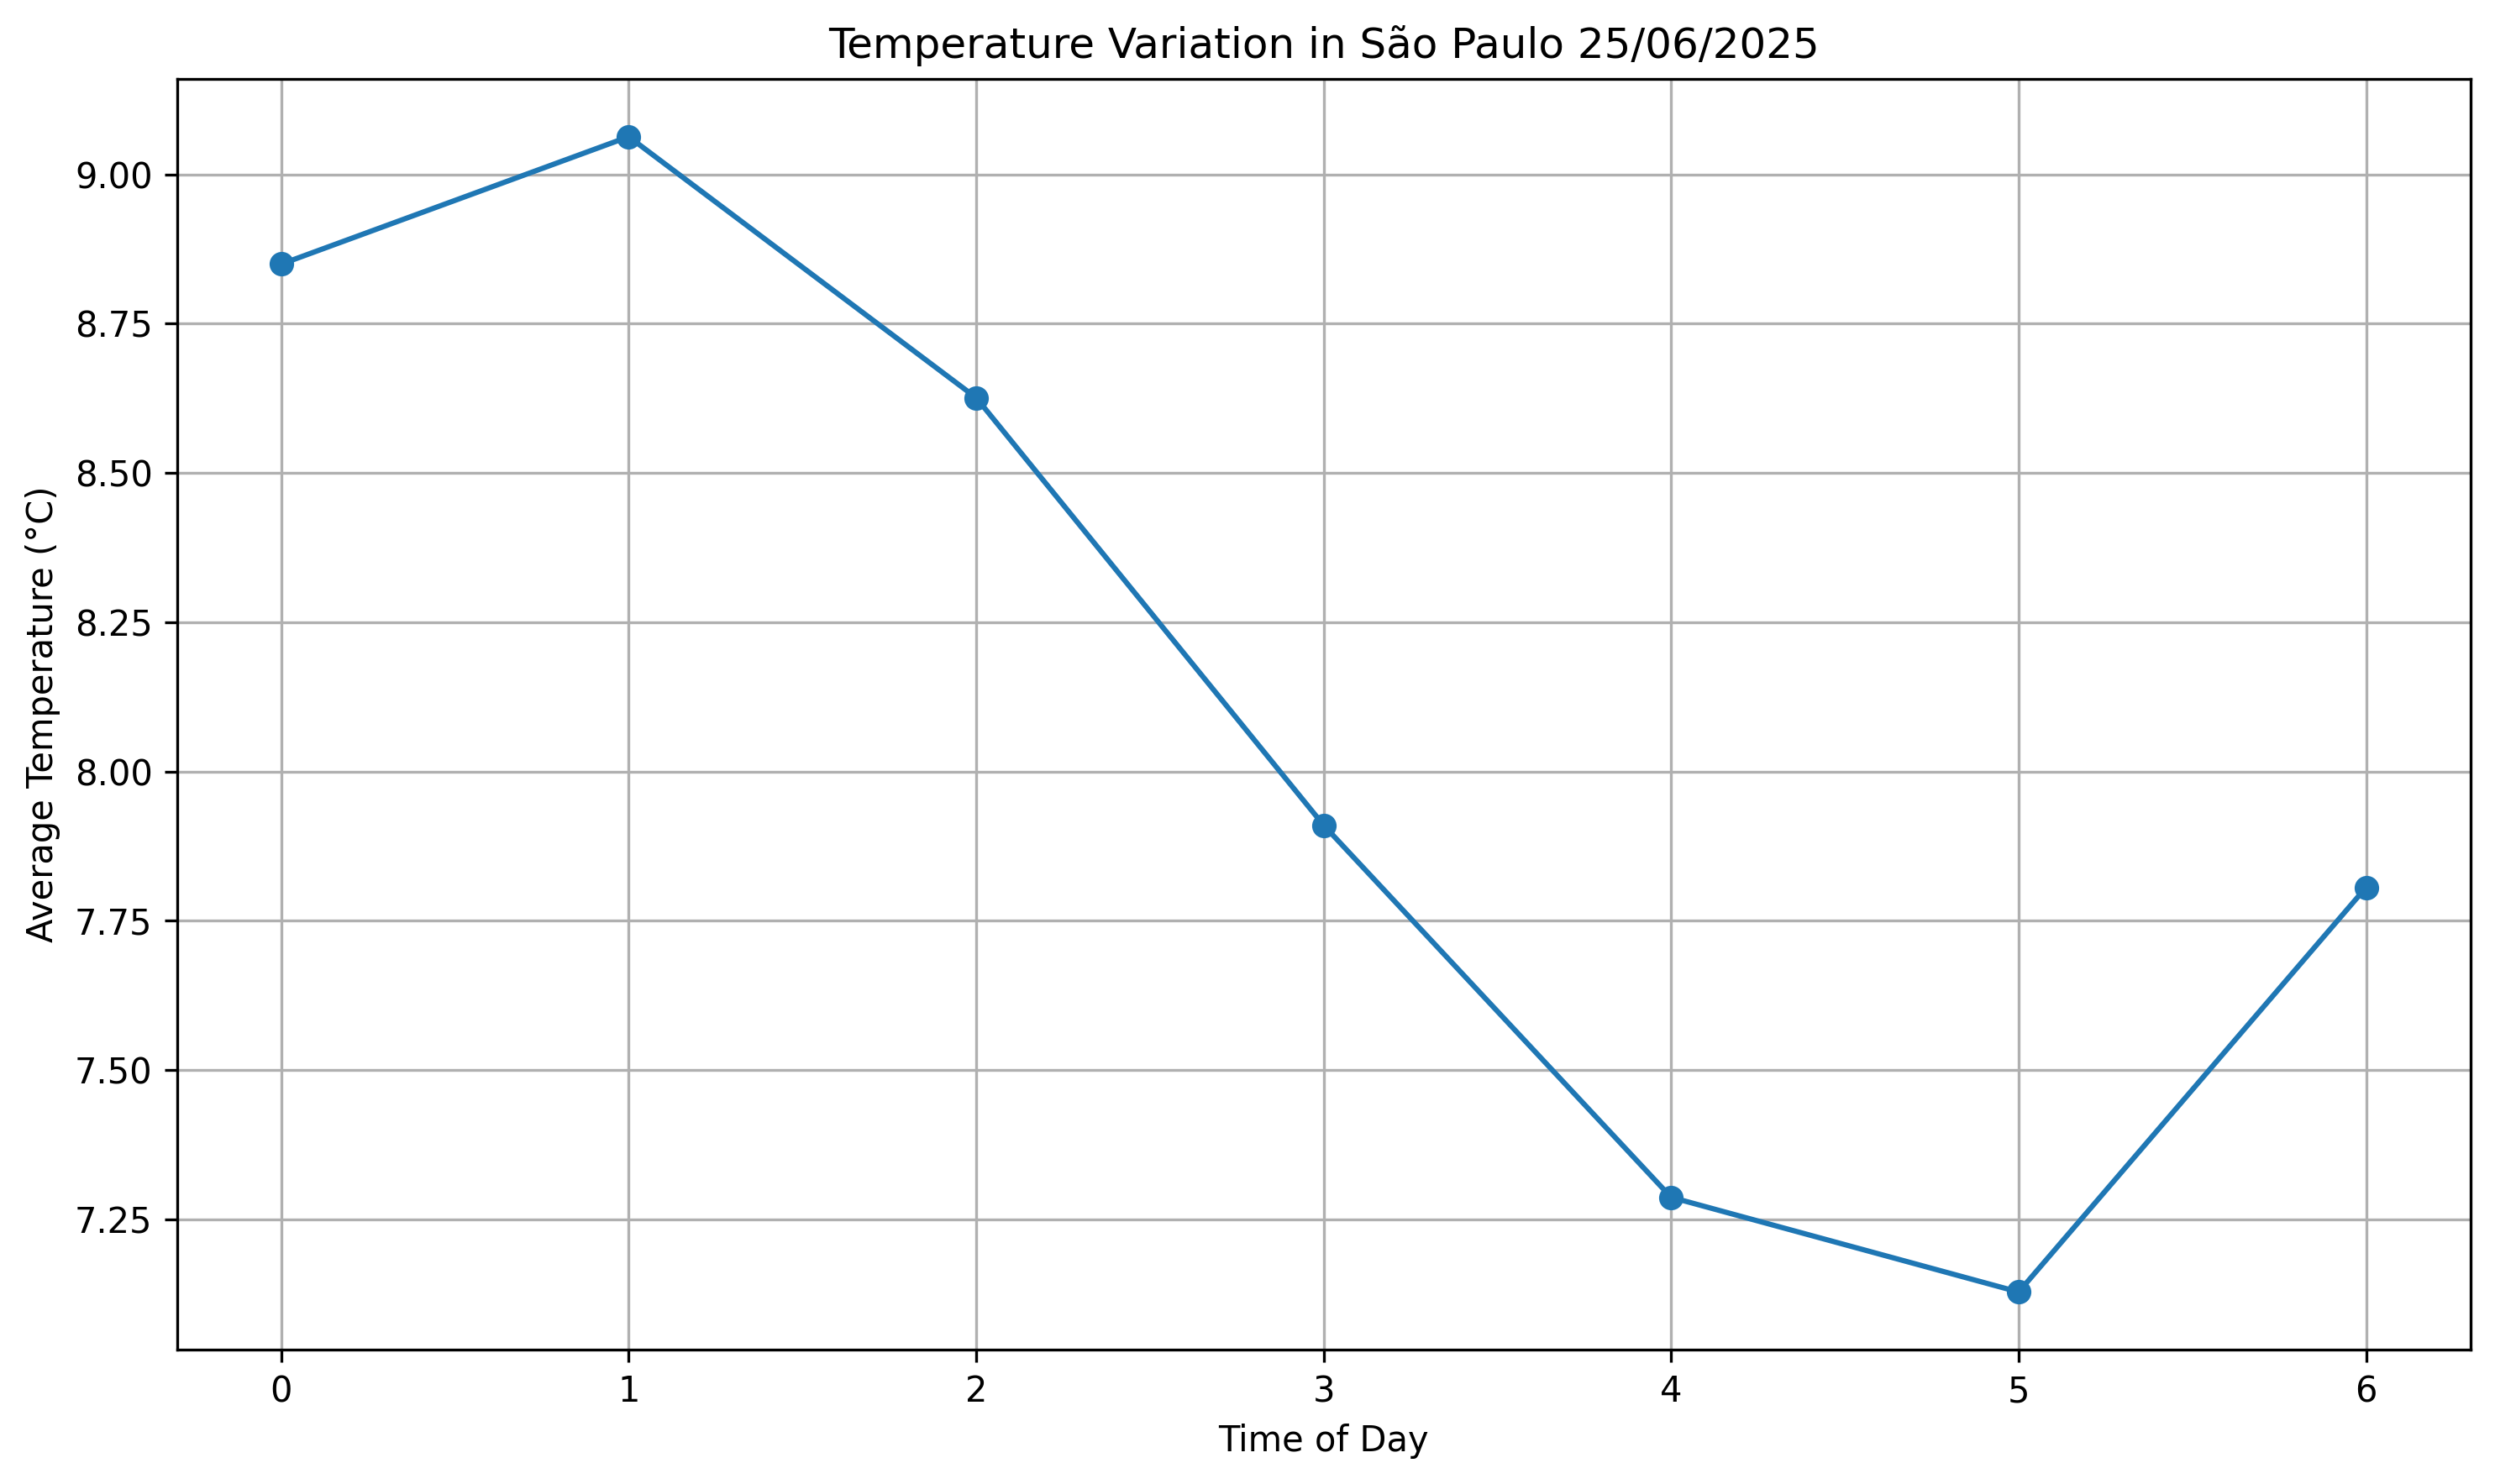 Temperature Variation in São Paulo 25/06/2025
Average Temperature (°C)
9.00
8.75
8.50
8.25
8.00
7.75
7.50
7.25
0 1 2 3 4 5 6
Time of Day